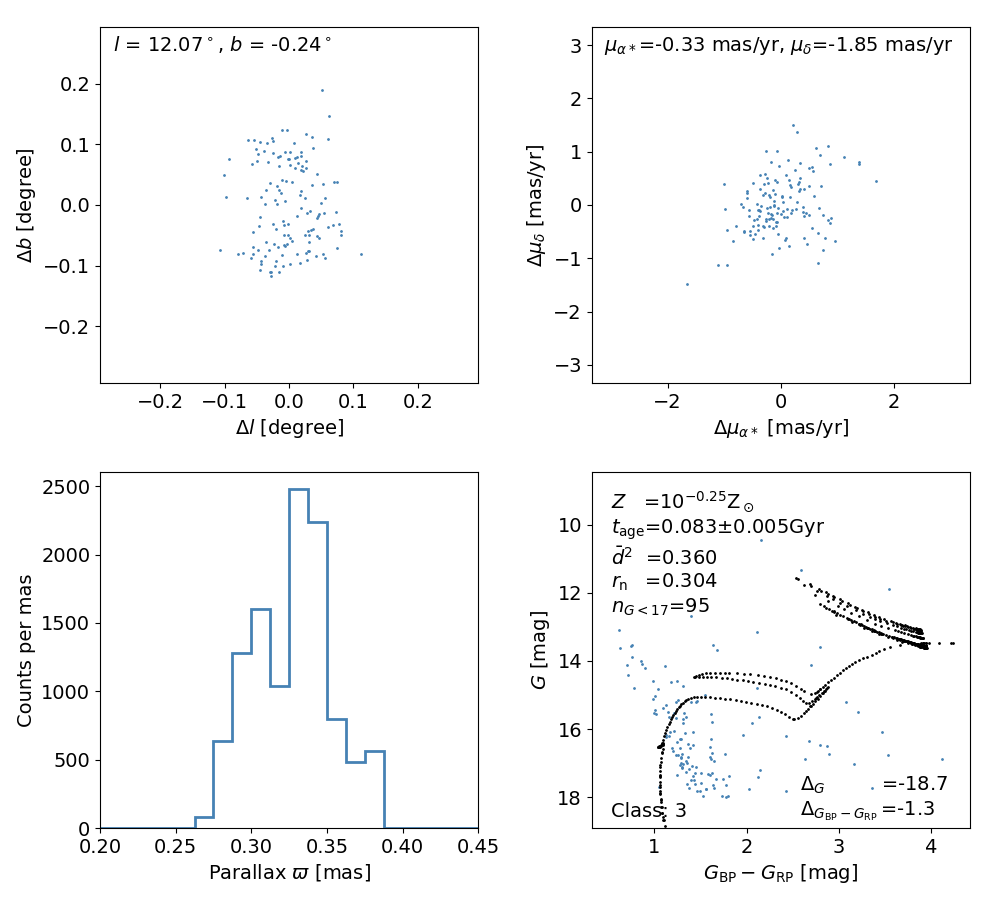 l = 12.07°, b = -0.24°
0.2
0.1
0.0
−0.1
−0.2
Δb [degree]
−0.2 −0.1 0.0 0.1 0.2
Δl [degree]
μα*=-0.33 mas/yr, μδ=-1.85 mas/yr
3
2
1
0
−1
−2
−3
Δμδ [mas/yr]
−2 0 2
Δμα* [mas/yr]
2500
2000
1500
1000
500
0
Counts per mas
0.20 0.25 0.30 0.35 0.40 0.45
Parallax ϖ [mas]
Z =10^−0.25 Z⊙
t_age=0.083±0.005Gyr
d̄² =0.360
r_n =0.304
n_G<17=95
10
12
14
16
18
G [mag]
Δ_G =-18.7
Δ_G_BP−G_RP =-1.3
Class: 3
1 2 3 4
G_BP − G_RP [mag]